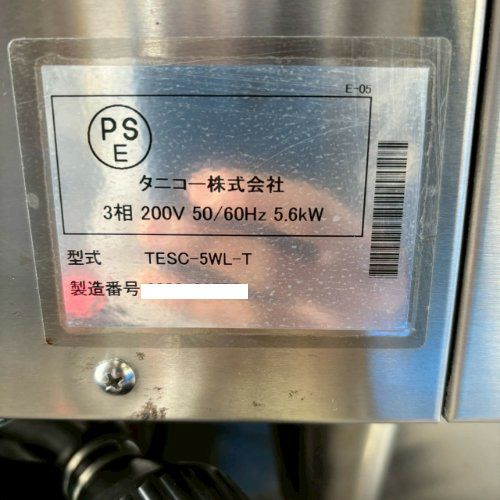 E-05
PS
E
タニコー株式会社
3相 200V 50/60Hz 5.6kW
型式 TESC-5WL-T
製造番号